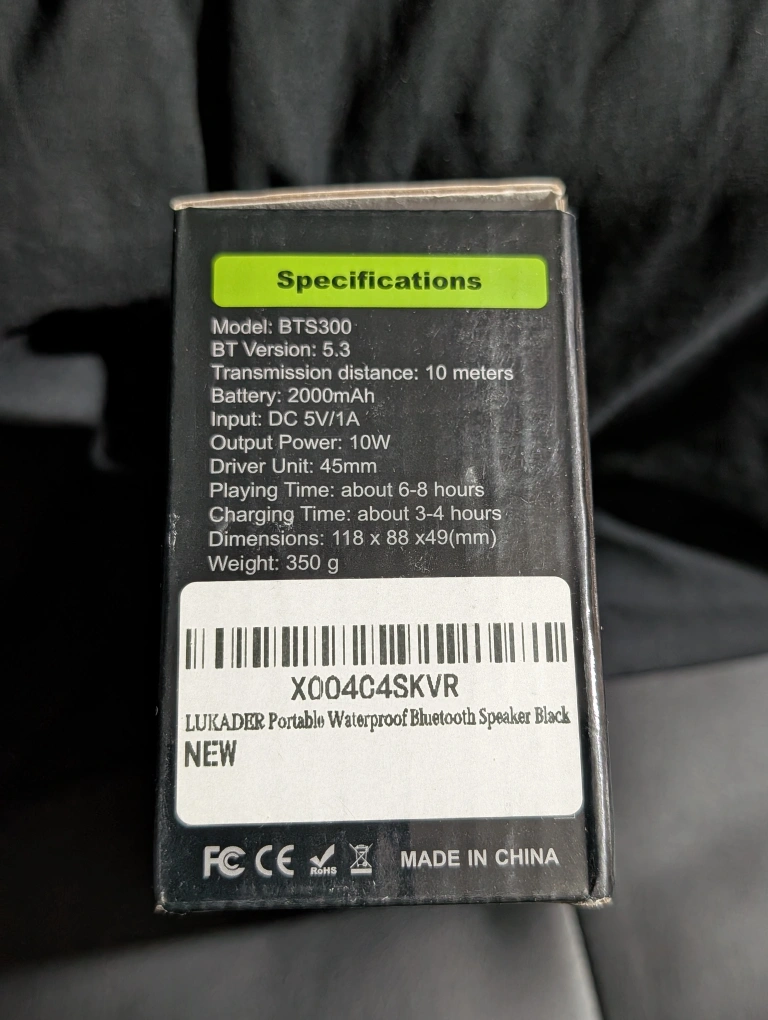 Specifications
Model: BTS300
BT Version: 5.3
Transmission distance: 10 meters
Battery: 2000mAh
Input: DC 5V/1A
Output Power: 10W
Driver Unit: 45mm
Playing Time: about 6-8 hours
Charging Time: about 3-4 hours
Dimensions: 118 x 88 x49(mm)
Weight: 350 g
X004C4SKVR
LUKADER Portable Waterproof Bluetooth Speaker Black
NEW
FC CE RoHS MADE IN CHINA